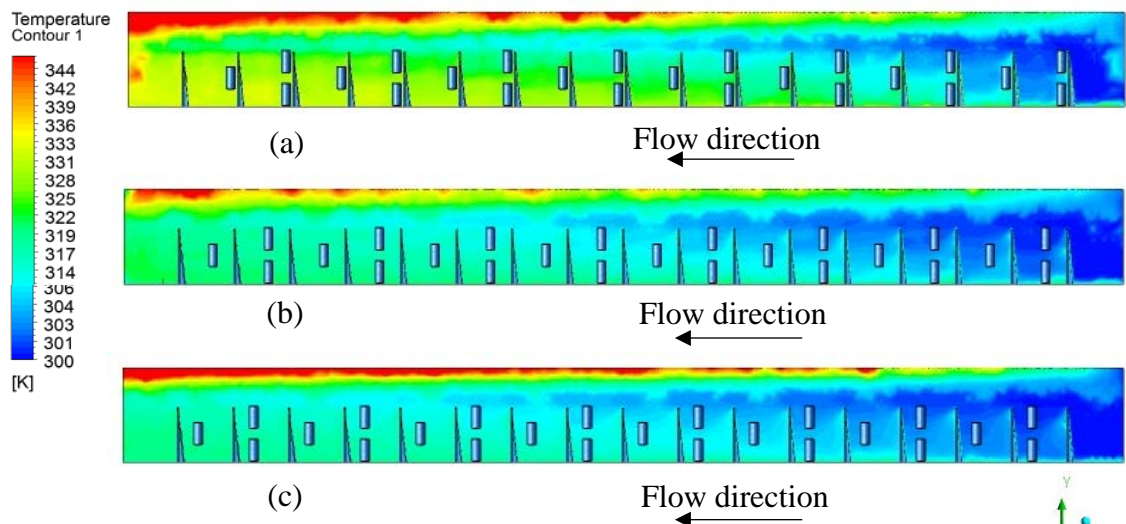 Temperature
Contour 1
344
342
339
336
333
331
328
325
322
319
317
314
306
304
303
301
300
[K]
(a)
Flow direction
(b)
Flow direction
(c)
Flow direction
Y